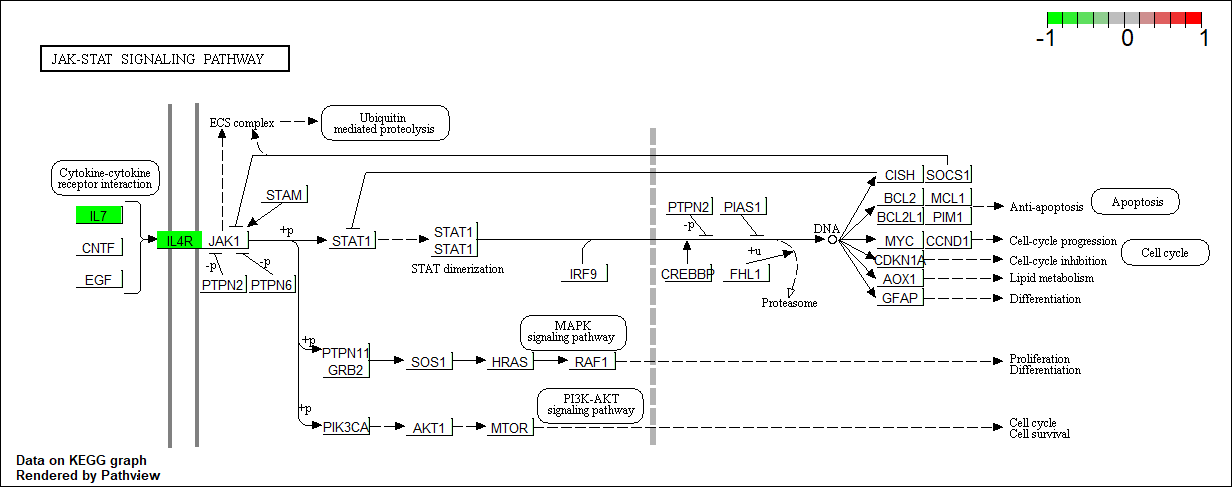 -1 0 1
JAK-STAT SIGNALING PATHWAY
ECS complex
Ubiquitin
mediated proteolysis
Cytokine-cytokine
receptor interaction
IL7
CNTF
EGF
IL4R
JAK1
STAM
+p
-p
-p
PTPN2
PTPN6
STAT1
STAT1
STAT1
STAT dimerization
IRF9
PTPN2
PIAS1
-p
CREBBP
+u
FHL1
Proteasome
DNA
CISH
SOCS1
BCL2
MCL1
BCL2L1
PIM1
MYC
CCND1
CDKN1A
AOX1
GFAP
Anti-apoptosis
Apoptosis
Cell-cycle progression
Cell-cycle inhibition
Cell cycle
Lipid metabolism
Differentiation
+p
PTPN11
GRB2
SOS1
HRAS
RAF1
MAPK
signaling pathway
Proliferation
Differentiation
+p
PIK3CA
AKT1
MTOR
PI3K-AKT
signaling pathway
Cell cycle
Cell survival
Data on KEGG graph
Rendered by Pathview